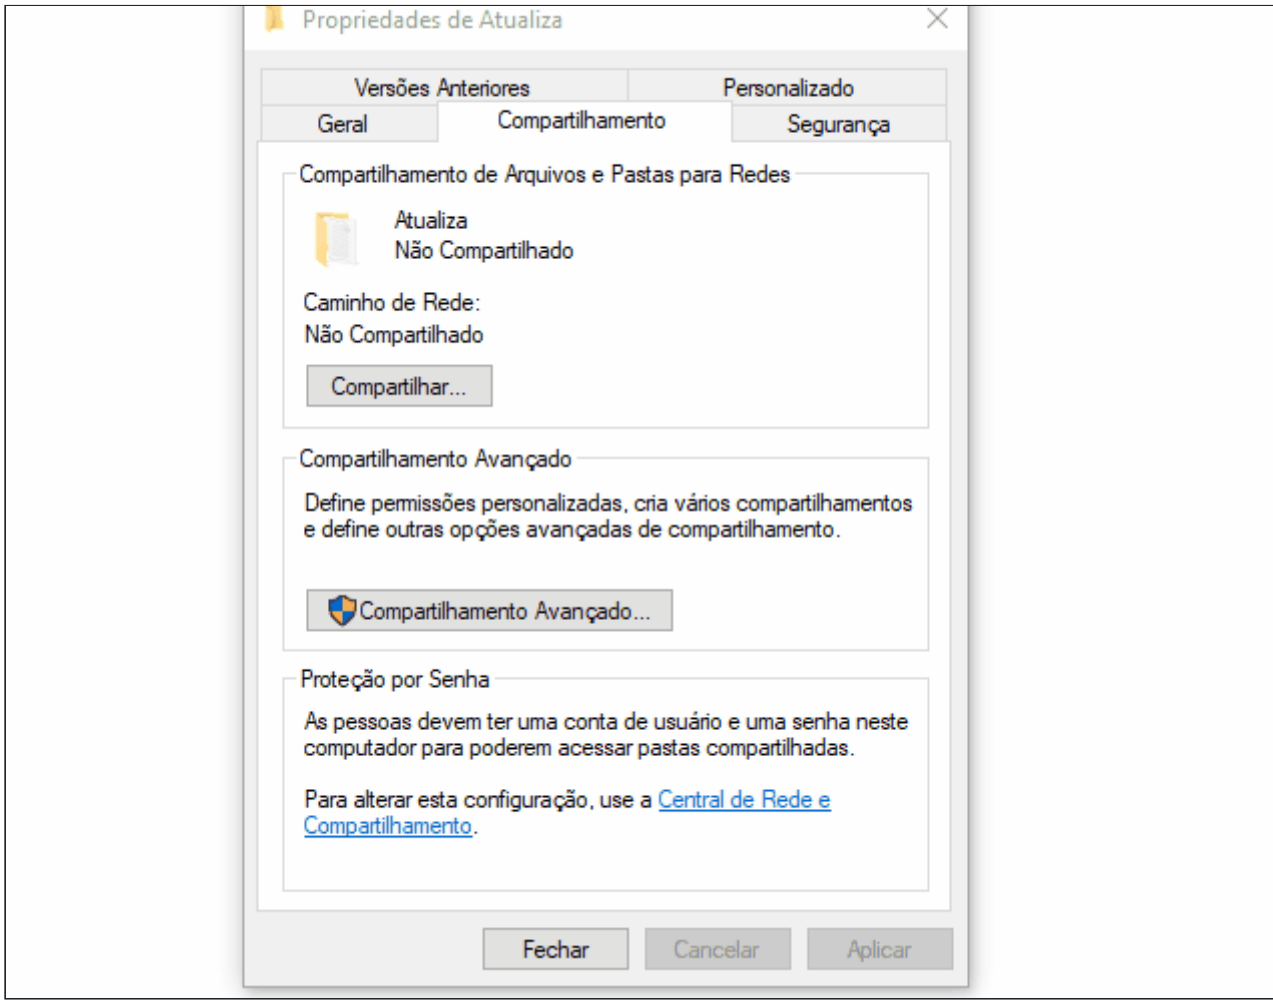 Propriedades de Atualiza
Versões Anteriores
Personalizado
Geral
Compartilhamento
Segurança
Compartilhamento de Arquivos e Pastas para Redes
Atualiza
Não Compartilhado
Caminho de Rede:
Não Compartilhado
Compartilhar...
Compartilhamento Avançado
Define permissões personalizadas, cria vários compartilhamentos
e define outras opções avançadas de compartilhamento.
Compartilhamento Avançado...
Proteção por Senha
As pessoas devem ter uma conta de usuário e uma senha neste
computador para poderem acessar pastas compartilhadas.
Para alterar esta configuração, use a Central de Rede e
Compartilhamento.
Fechar
Cancelar
Aplicar